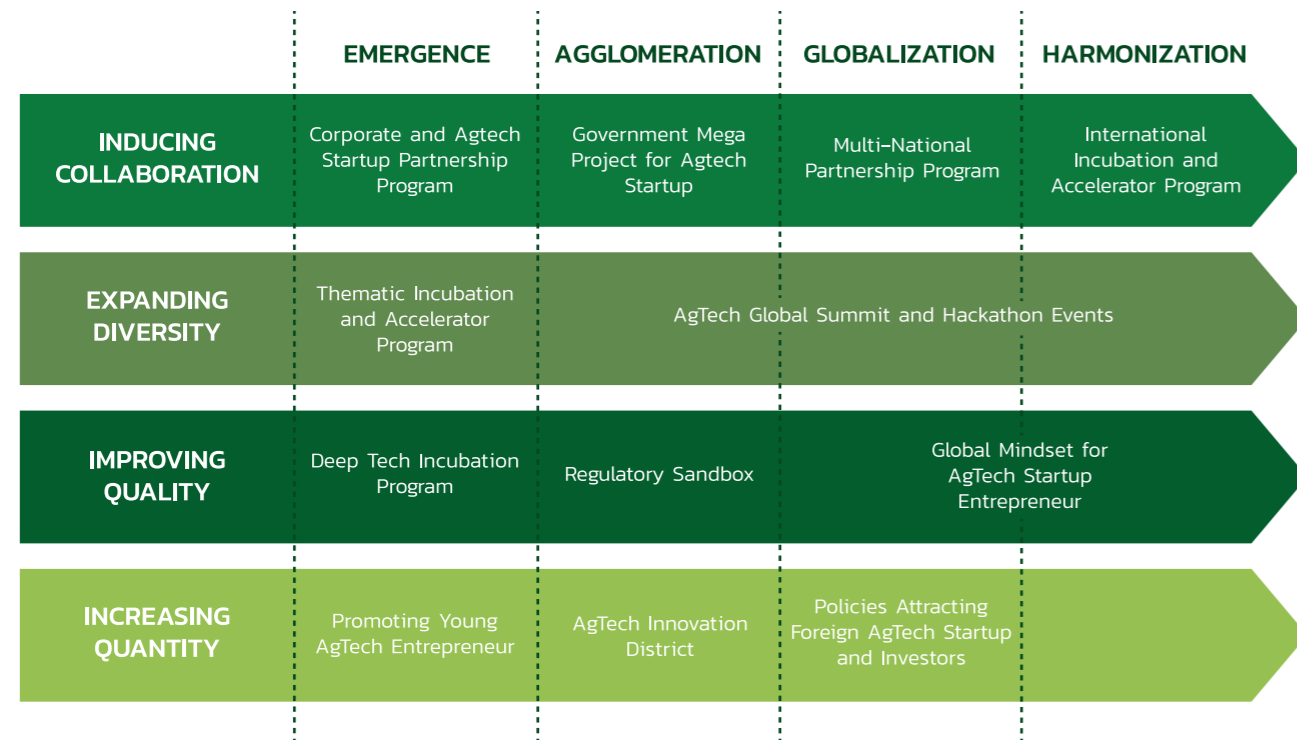 EMERGENCE
AGGLOMERATION
GLOBALIZATION
HARMONIZATION
INDUCING
COLLABORATION
Corporate and Agtech
Startup Partnership
Program
Government Mega
Project for Agtech
Startup
Multi-National
Partnership Program
International
Incubation and
Accelerator Program
EXPANDING
DIVERSITY
Thematic Incubation
and Accelerator
Program
AgTech Global Summit and Hackathon Events
IMPROVING
QUALITY
Deep Tech Incubation
Program
Regulatory Sandbox
Global Mindset for
AgTech Startup
Entrepreneur
INCREASING
QUANTITY
Promoting Young
AgTech Entrepreneur
AgTech Innovation
District
Policies Attracting
Foreign AgTech Startup
and Investors